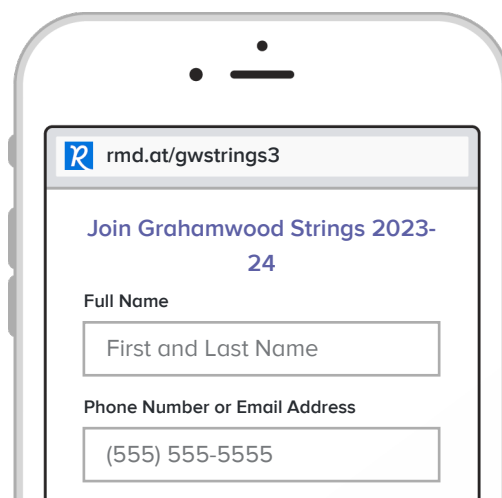 rmd.at/gwstrings3
Join Grahamwood Strings 2023-
24
Full Name
First and Last Name
Phone Number or Email Address
(555) 555-5555